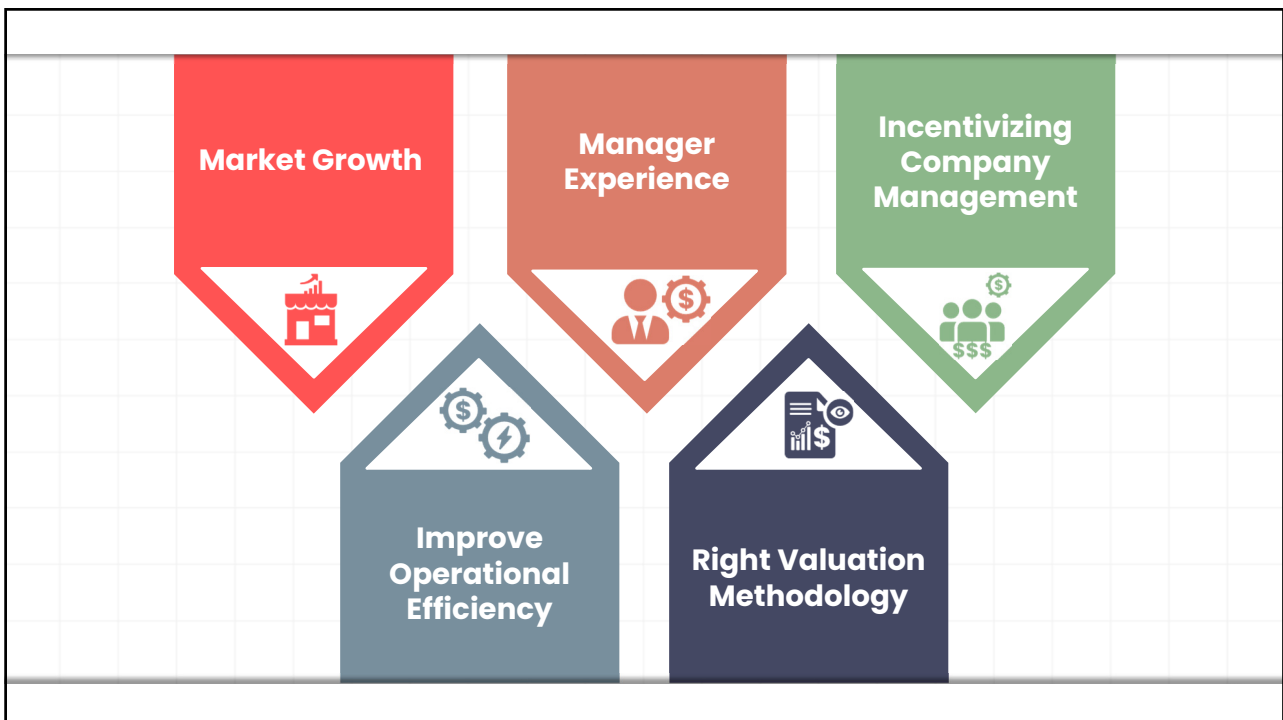 Market Growth
Manager
Experience
Incentivizing
Company
Management
$
$
$$$
$
$
Improve
Operational
Efficiency
Right Valuation
Methodology